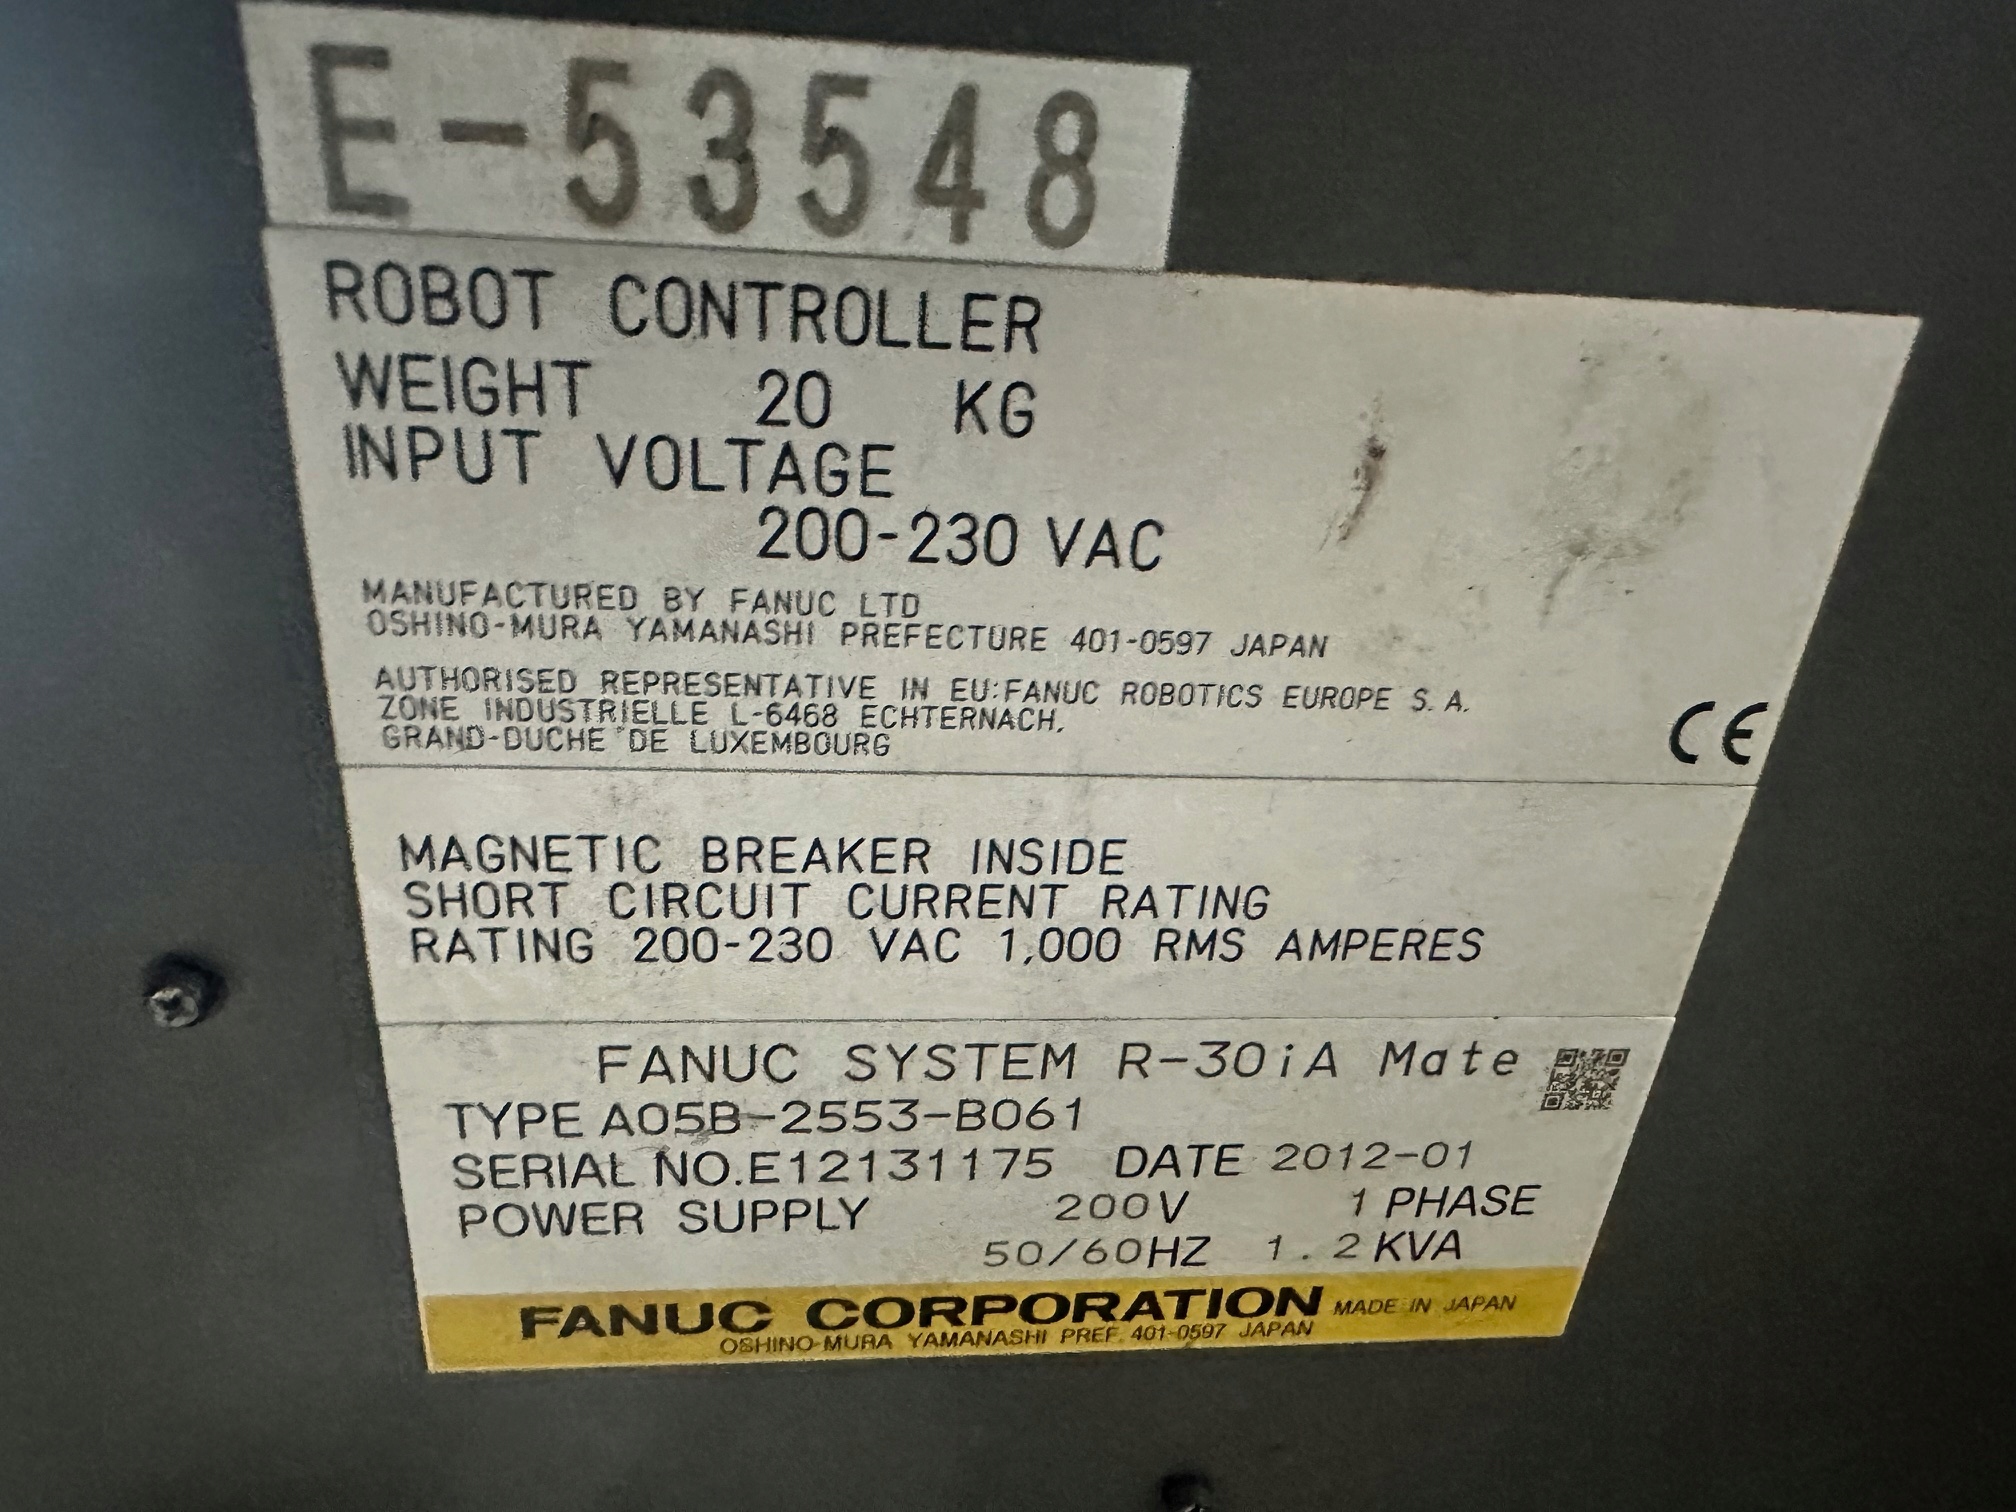 E-53548
ROBOT CONTROLLER
WEIGHT 20 KG
INPUT VOLTAGE
200-230 VAC
MANUFACTURED BY FANUC LTD
OSHINO-MURA YAMANASHI PREFECTURE 401-0597 JAPAN
AUTHORISED REPRESENTATIVE IN EU:FANUC ROBOTICS EUROPE S. A.
ZONE INDUSTRIELLE L-6468 ECHTERNACH.
GRAND-DUCHE DE LUXEMBOURG
CE
MAGNETIC BREAKER INSIDE
SHORT CIRCUIT CURRENT RATING
RATING 200-230 VAC 1,000 RMS AMPERES
FANUC SYSTEM R-30iA Mate
TYPE A05B-2553-B061
SERIAL NO.E12131175 DATE 2012-01
POWER SUPPLY 200V 1 PHASE
50/60HZ 1.2KVA
FANUC CORPORATION MADE IN JAPAN
OSHINO-MURA YAMANASHI PREF. 401-0597 JAPAN